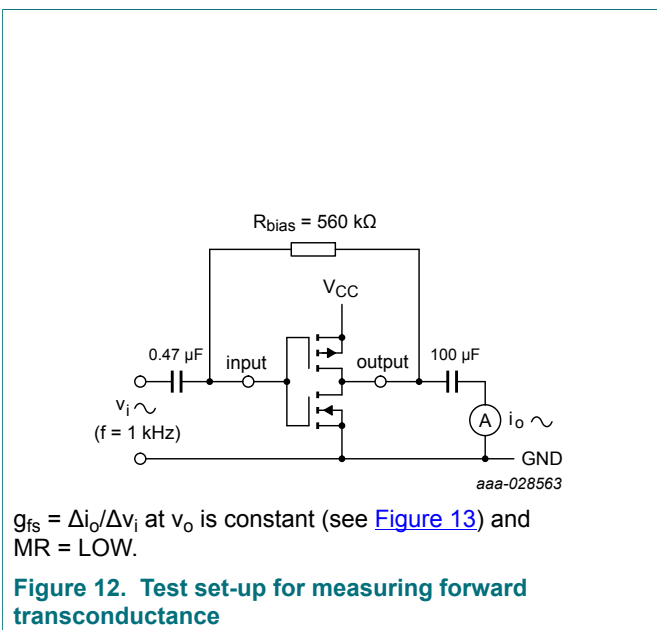 Rbias = 560 kΩ
VCC
0.47 µF
input
output
100 µF
vi
(f = 1 kHz)
A
io
GND
aaa-028563
gfs = Δio/Δvi at vo is constant (see Figure 13) and
MR = LOW.
Figure 12. Test set-up for measuring forward
transconductance